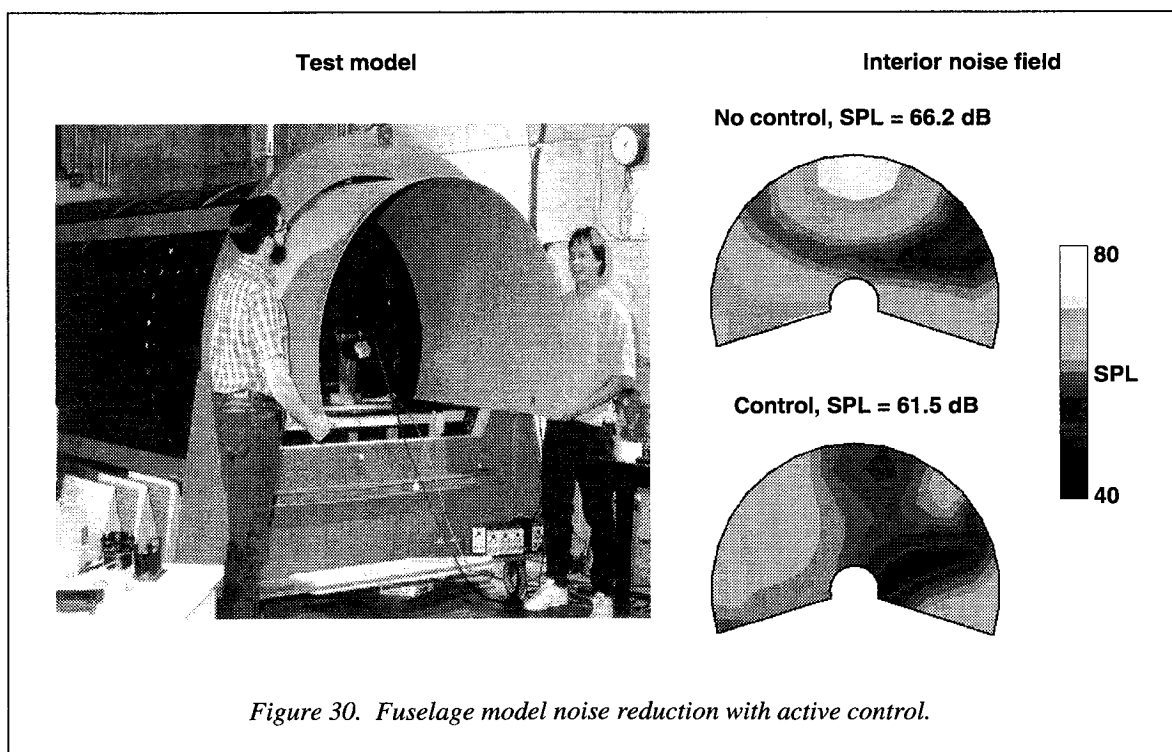 Test model
Interior noise field
No control, SPL = 66.2 dB
80
SPL
40
Control, SPL = 61.5 dB
Figure 30. Fuselage model noise reduction with active control.